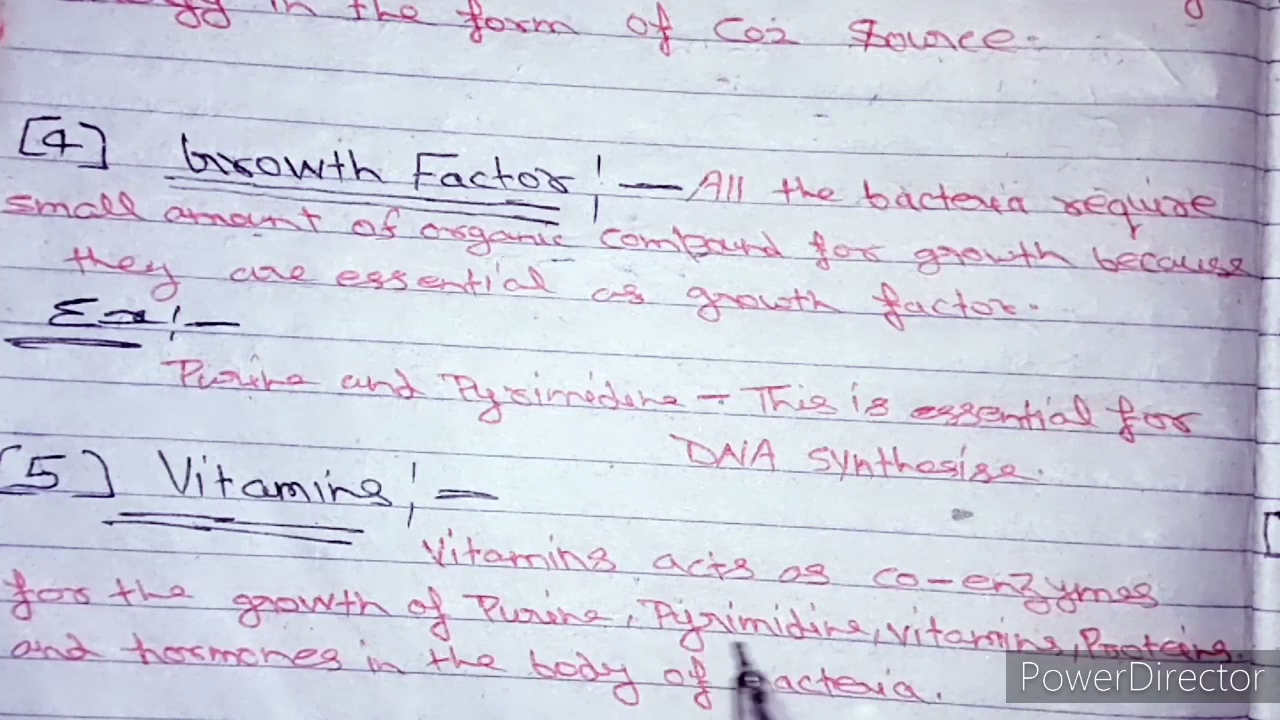 in the form of Co2 Source.
[4] Growth Factor :- All the bacteria require
small amount of organic compound for growth because
they are essential as growth factor.
Ex :-
Purine and Pyrimidine - This is essential for
DNA synthesise.
[5] Vitamins :-
Vitamins acts as co-enzymes
for the growth of Purine, Pyrimidine, vitamins, Proteins
and hormones in the body of bacteria.
PowerDirector